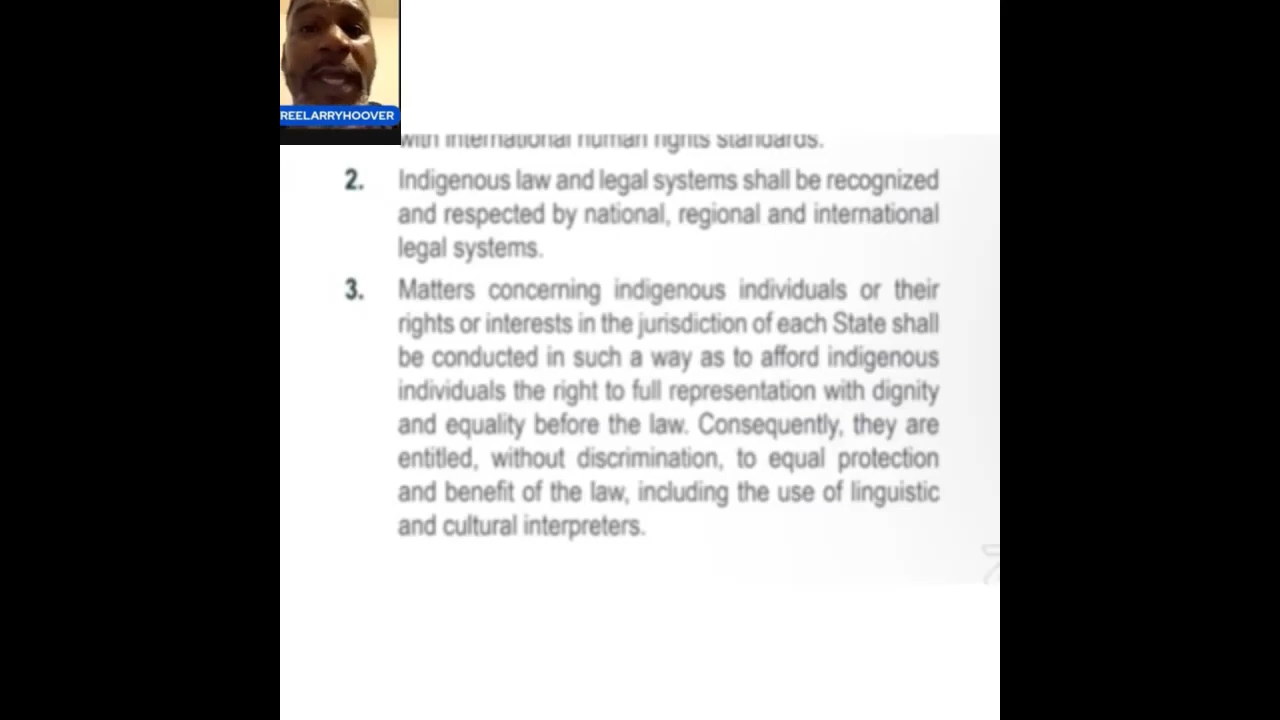 REELARRYHOOVER
with international human rights standards.
2. Indigenous law and legal systems shall be recognized
and respected by national, regional and international
legal systems.
3. Matters concerning indigenous individuals or their
rights or interests in the jurisdiction of each State shall
be conducted in such a way as to afford indigenous
individuals the right to full representation with dignity
and equality before the law. Consequently, they are
entitled, without discrimination, to equal protection
and benefit of the law, including the use of linguistic
and cultural interpreters.